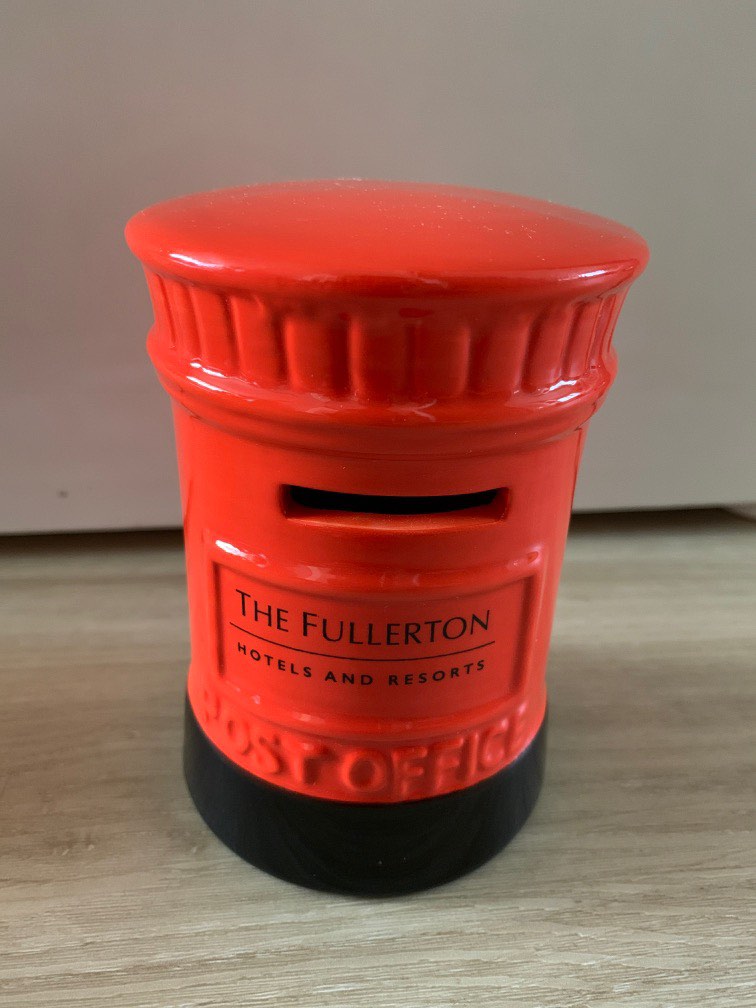 THE FULLERTON
HOTELS AND RESORTS
POST OFFICE